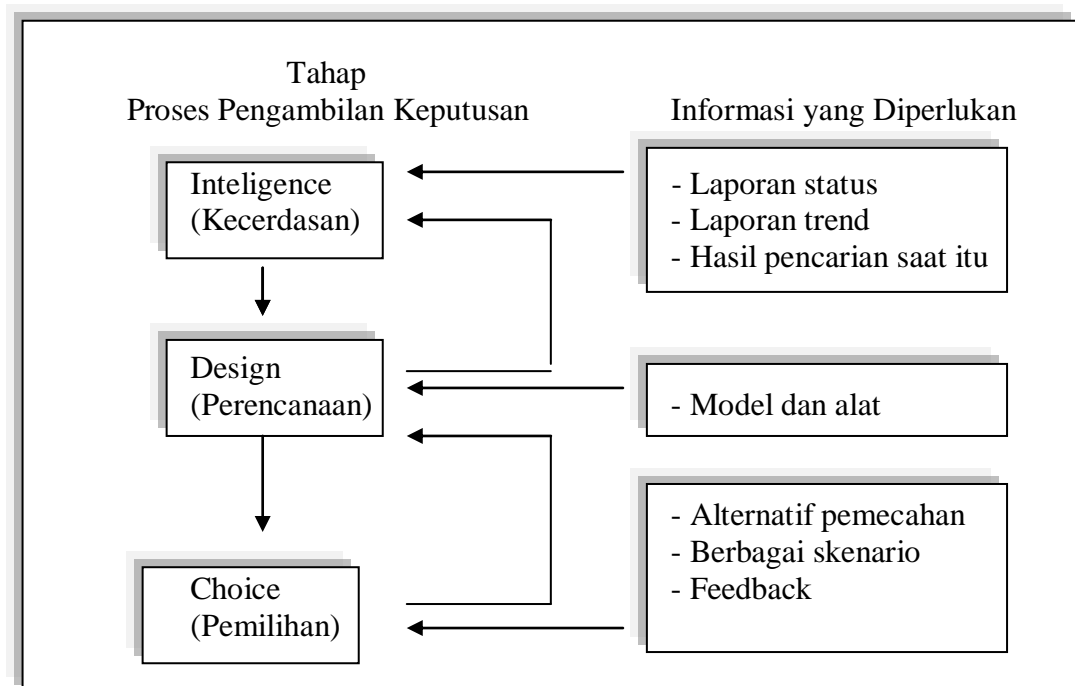 Tahap
Proses Pengambilan Keputusan
Informasi yang Diperlukan
Inteligence
(Kecerdasan)
- Laporan status
- Laporan trend
- Hasil pencarian saat itu
Design
(Perencanaan)
- Model dan alat
Choice
(Pemilihan)
- Alternatif pemecahan
- Berbagai skenario
- Feedback